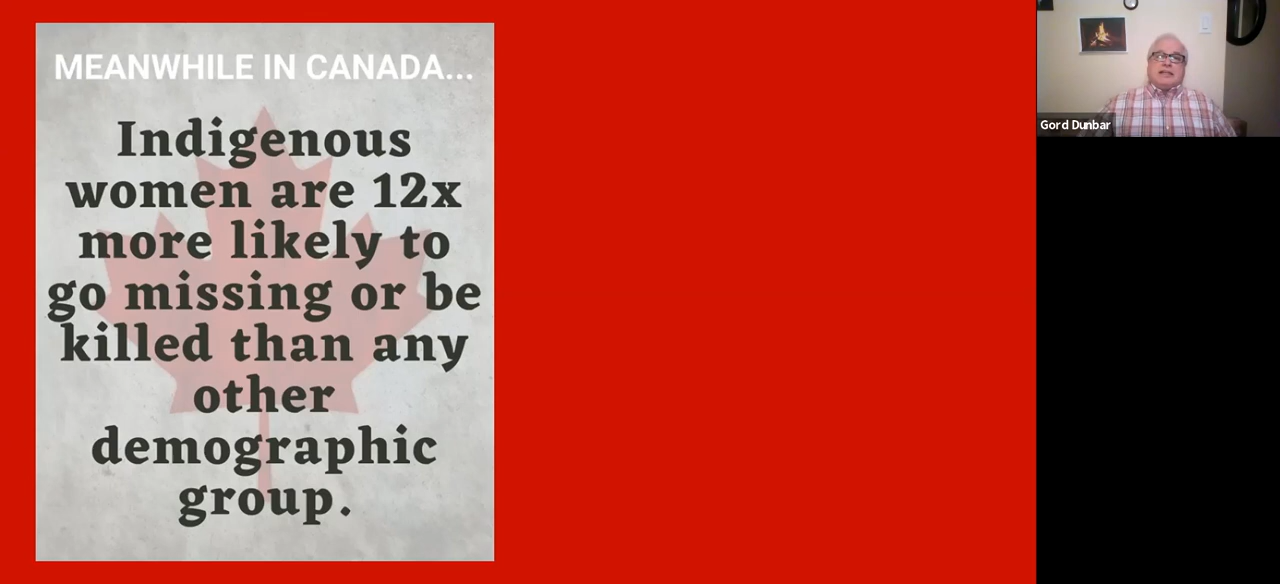 MEANWHILE IN CANADA...
Indigenous
women are 12x
more likely to
go missing or be
killed than any
other
demographic
group.
Gord Dunbar